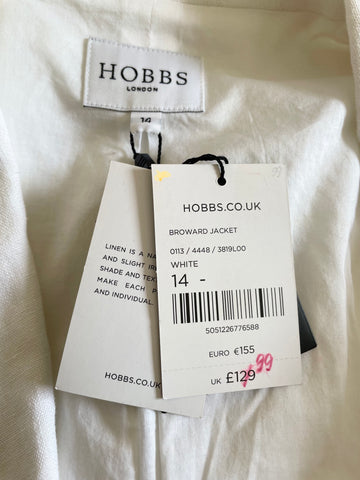 HOBBS
LONDON
14
99
HOBBS.CO.UK
BROWARD JACKET
0113 / 4448 / 3819L00
WHITE
14 -
5051226776588
EURO €155
UK £129
99
LINEN IS A NA
AND SLIGHT IR
SHADE AND TEX
MAKE EACH P
AND INDIVIDUAL.
HOBBS.CO.UK